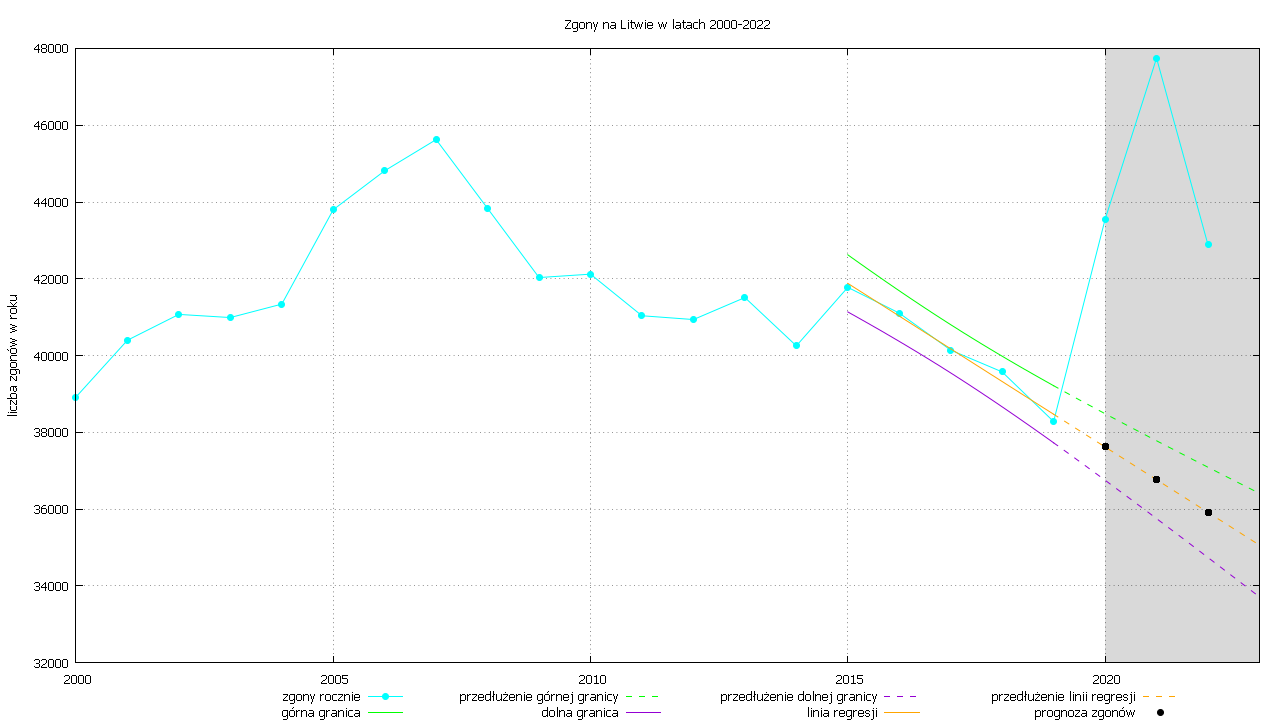 Zgony na Litwie w latach 2000-2022
liczba zgonów w roku
48000
46000
44000
42000
40000
38000
36000
34000
32000
2000 2005 2010 2015 2020
zgony rocznie przedłużenie górnej granicy przedłużenie dolnej granicy przedłużenie linii regresji
górna granica dolna granica linia regresji prognoza zgonów